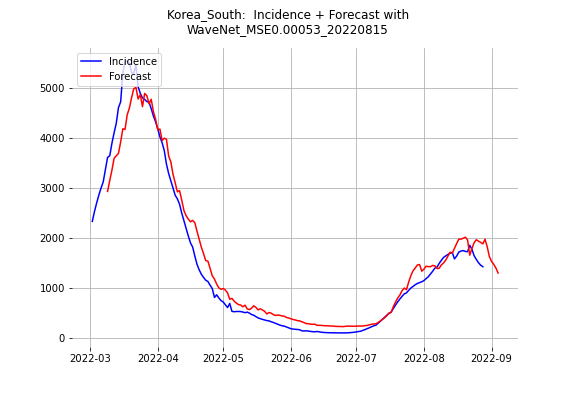 Korea_South:  Incidence + Forecast with
WaveNet_MSE0.00053_20220815
Incidence
Forecast
5000
4000
3000
2000
1000
0
2022-03 2022-04 2022-05 2022-06 2022-07 2022-08 2022-09